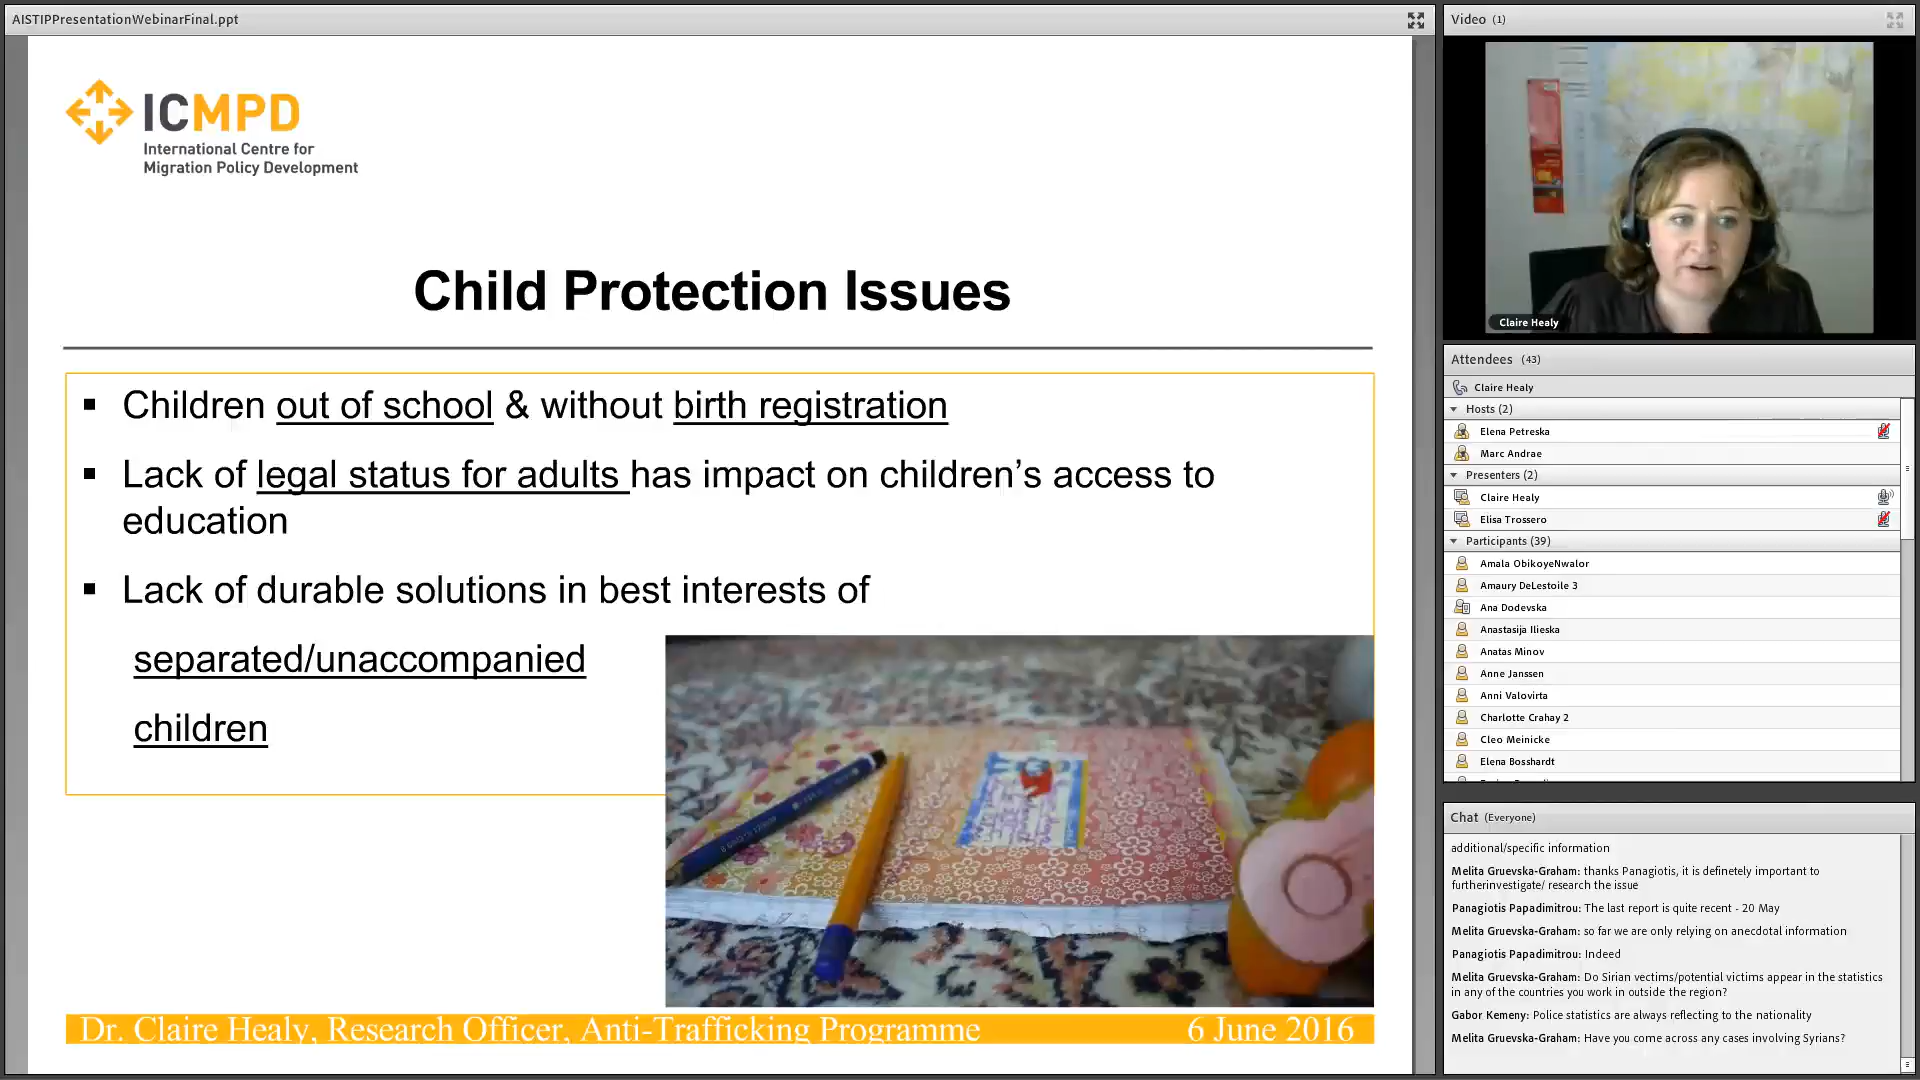 AISTIPPresentationWebinarFinal.ppt
ICMPD
International Centre for
Migration Policy Development
Child Protection Issues
▪ Children out of school & without birth registration
▪ Lack of legal status for adults has impact on children’s access to
education
▪ Lack of durable solutions in best interests of
separated/unaccompanied
children
Dr. Claire Healy, Research Officer, Anti-Trafficking Programme 6 June 2016
Video (1)
Claire Healy
Attendees (43)
Claire Healy
Hosts (2)
Elena Petreska
Marc Andrae
Presenters (2)
Claire Healy
Elisa Trossero
Participants (39)
Amala ObikoyeNwalor
Amaury DeLestoile 3
Ana Dodevska
Anastasija Ilieska
Anatas Minov
Anne Janssen
Anni Valovirta
Charlotte Crahay 2
Cleo Meinicke
Elena Bosshardt
Chat (Everyone)
additional/specific information
Melita Gruevska-Graham: thanks Panagiotis, it is definetely important to
furtherinvestigate/ research the issue
Panagiotis Papadimitrou: The last report is quite recent - 20 May
Melita Gruevska-Graham: so far we are only relying on anecdotal information
Panagiotis Papadimitrou: Indeed
Melita Gruevska-Graham: Do Sirian vectims/potential victims appear in the statistics
in any of the countries you work in outside the region?
Gabor Kemeny: Police statistics are always reflecting to the nationality
Melita Gruevska-Graham: Have you come across any cases involving Syrians?